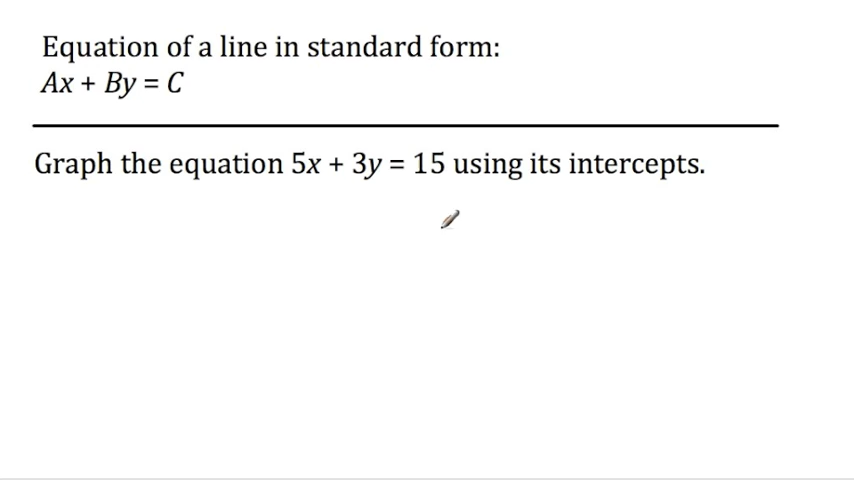 Equation of a line in standard form:
Ax + By = C
Graph the equation 5x + 3y = 15 using its intercepts.